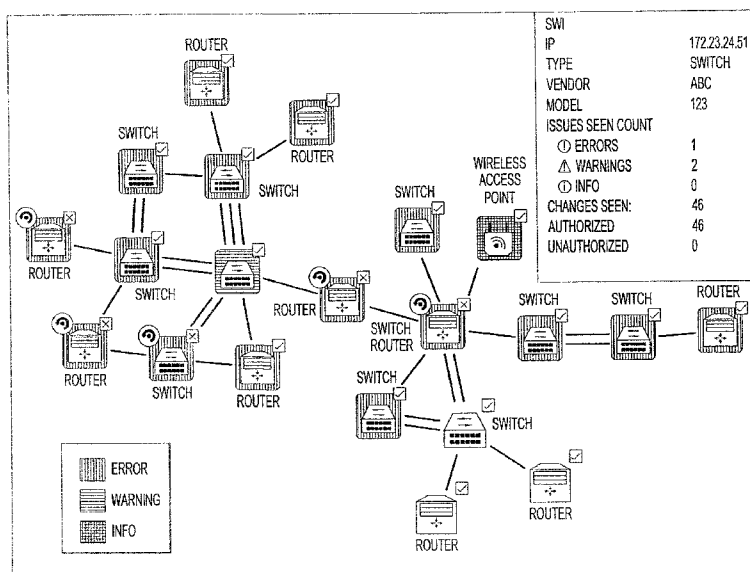 ROUTER
ROUTER
SWITCH
SWITCH
ROUTER
SWITCH
ROUTER
SWITCH
ROUTER
ROUTER
SWITCH
WIRELESS
ACCESS
POINT
SWITCH
ROUTER
SWITCH
SWITCH
ROUTER
SWITCH
SWITCH
ROUTER
ROUTER
SWI
IP 172.23.24.51
TYPE SWITCH
VENDOR ABC
MODEL 123
ISSUES SEEN COUNT
ERRORS 1
WARNINGS 2
INFO 0
CHANGES SEEN: 46
AUTHORIZED 46
UNAUTHORIZED 0
ERROR
WARNING
INFO